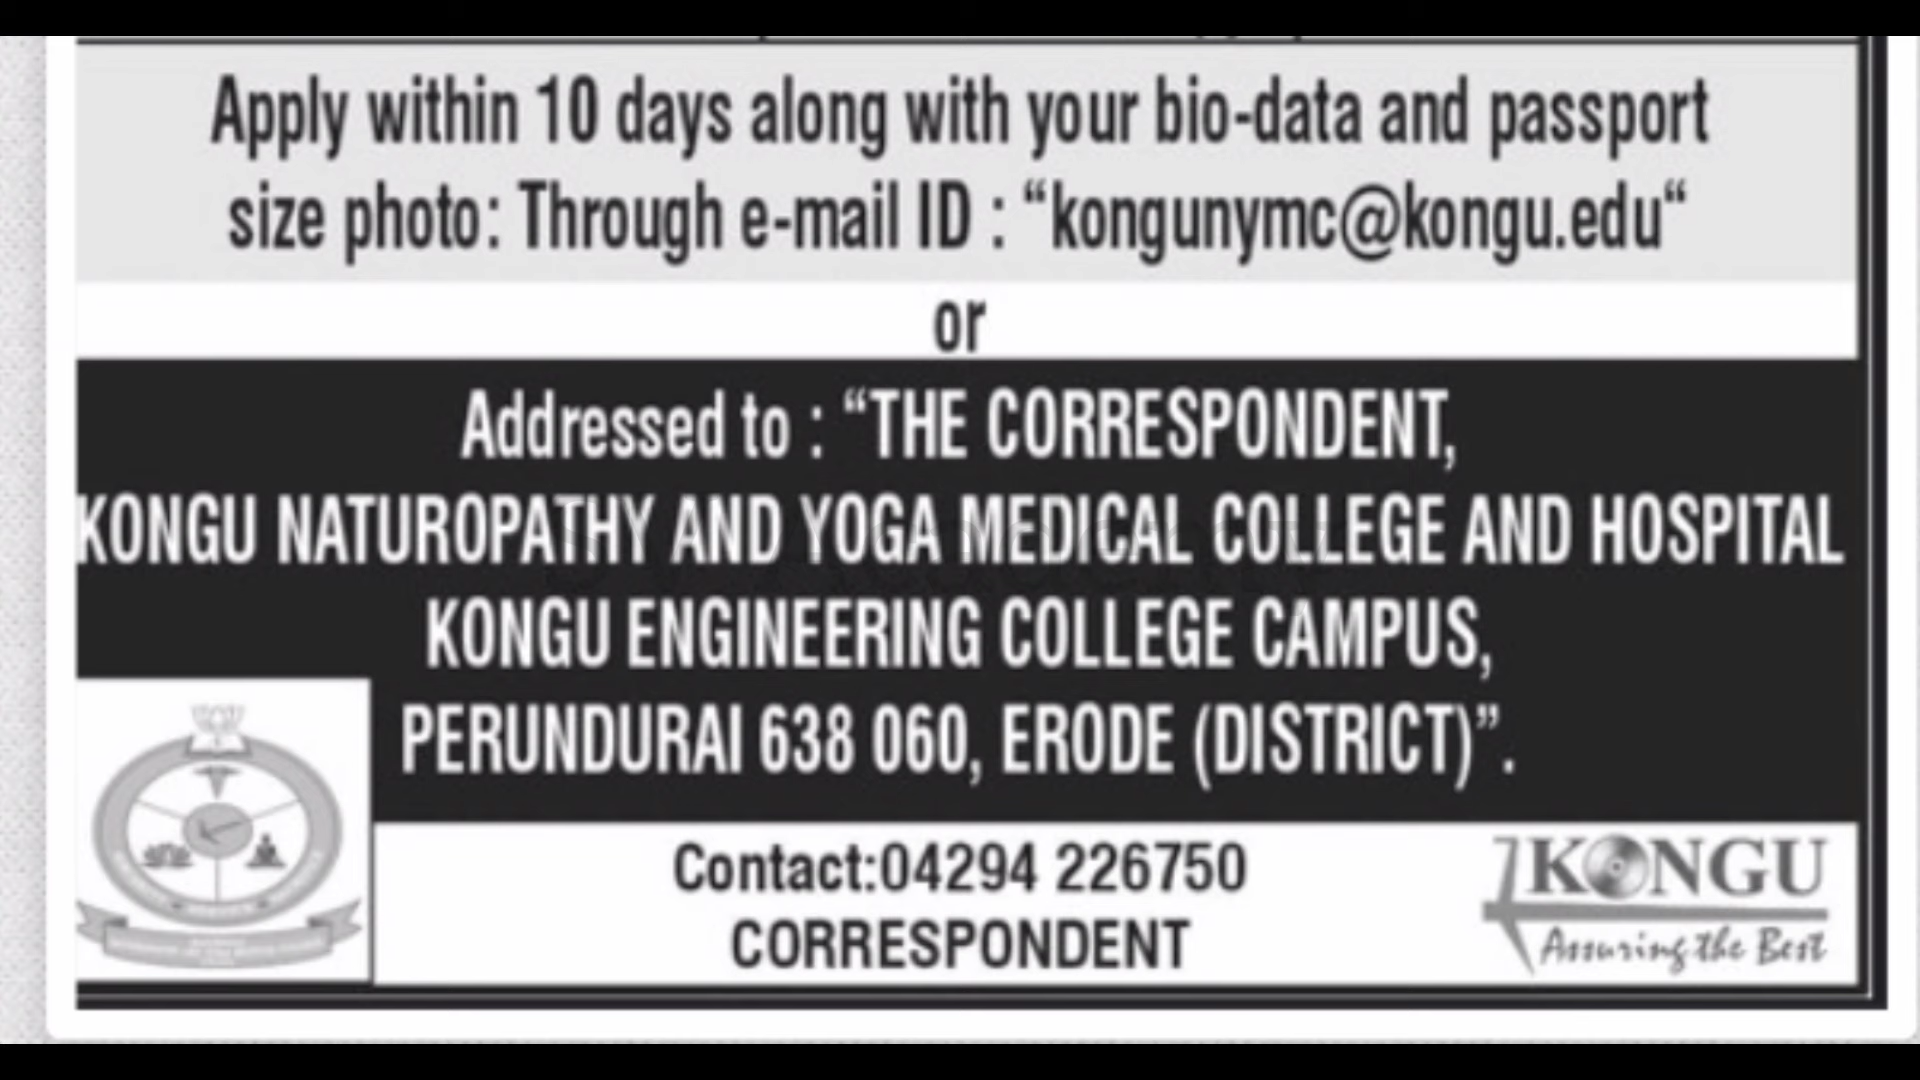 Apply within 10 days along with your bio-data and passport
size photo: Through e-mail ID : “kongunymc@kongu.edu“
or
Addressed to : “THE CORRESPONDENT,
KONGU NATUROPATHY AND YOGA MEDICAL COLLEGE AND HOSPITAL
KONGU ENGINEERING COLLEGE CAMPUS,
PERUNDURAI 638 060, ERODE (DISTRICT)”.
Contact:04294 226750
CORRESPONDENT
KONGU
Assuring the Best